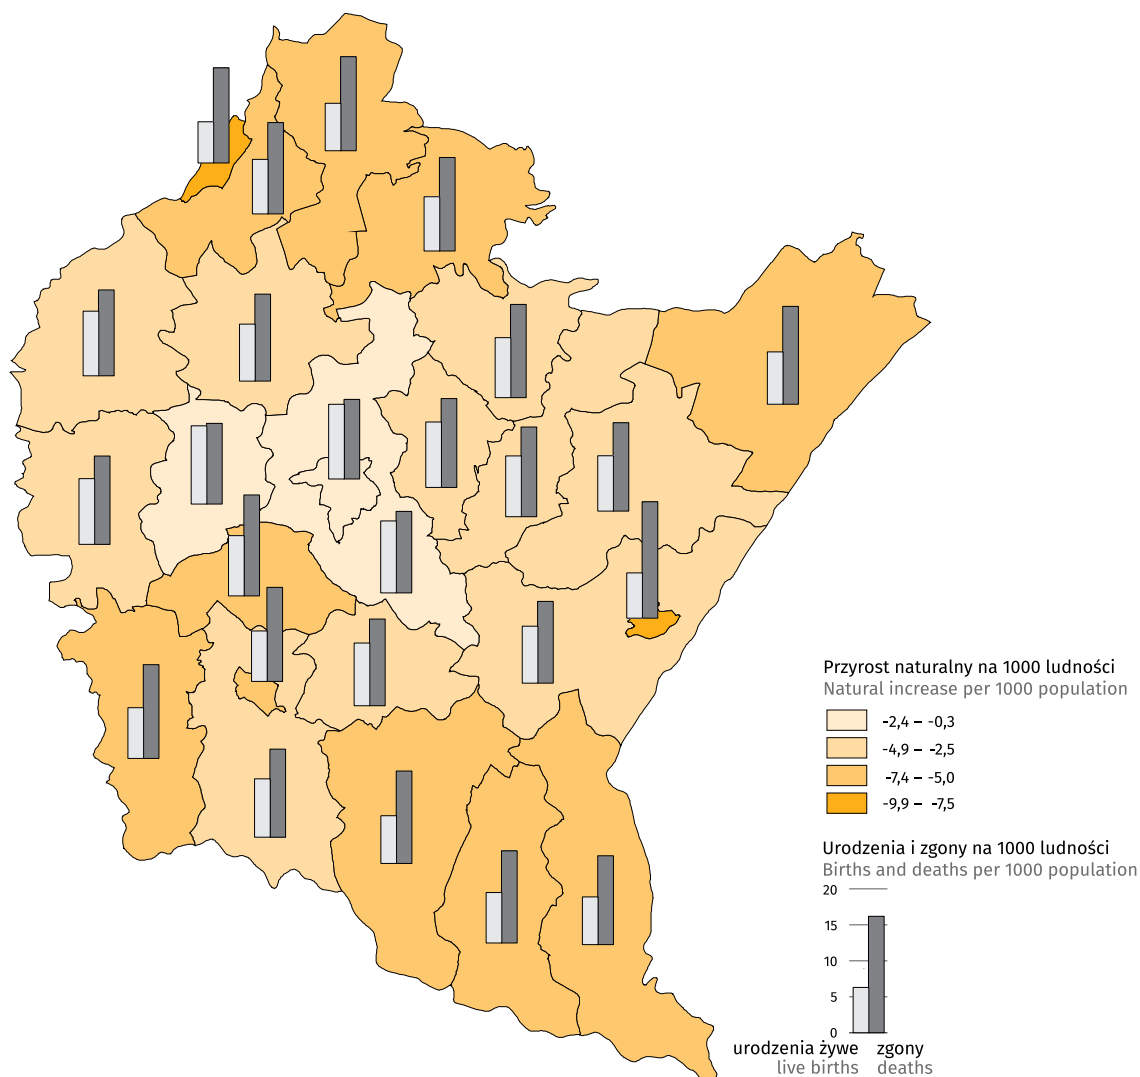 Przyrost naturalny na 1000 ludności
Natural increase per 1000 population
-2,4 – -0,3
-4,9 – -2,5
-7,4 – -5,0
-9,9 – -7,5
Urodzenia i zgony na 1000 ludności
Births and deaths per 1000 population
20
15
10
5
0
urodzenia żywe zgony
live births deaths